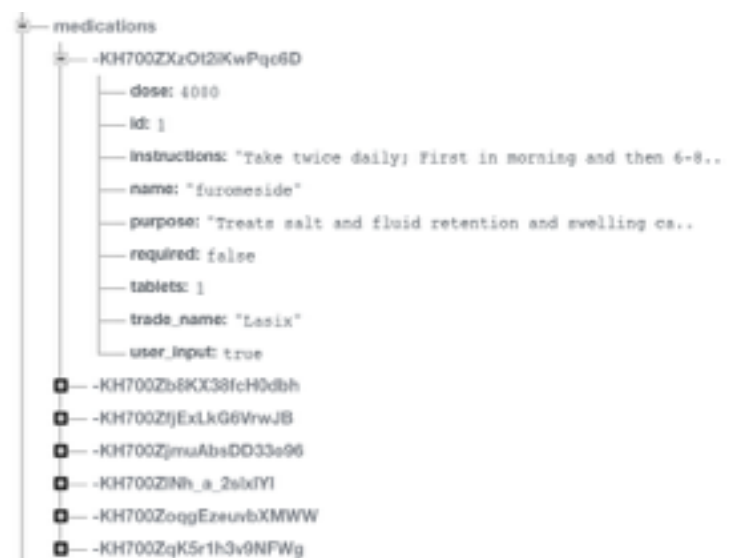 medications
-KH700ZXzOt2iKwPqc6D
dose: 4000
id: 1
instructions: "Take twice daily; First in morning and then 6-8..
name: "furomeside"
purpose: "Treats salt and fluid retention and swelling ca..
required: false
tablets: 1
trade_name: "Lasix"
user_input: true
-KH700Zb8KX38fcH0dbh
-KH700ZfjExLkG6VrwJB
-KH700ZjmuAbsDD33o96
-KH700ZoqgEzeuvbXMWW
-KH700ZqK5r1h3v9NFWg